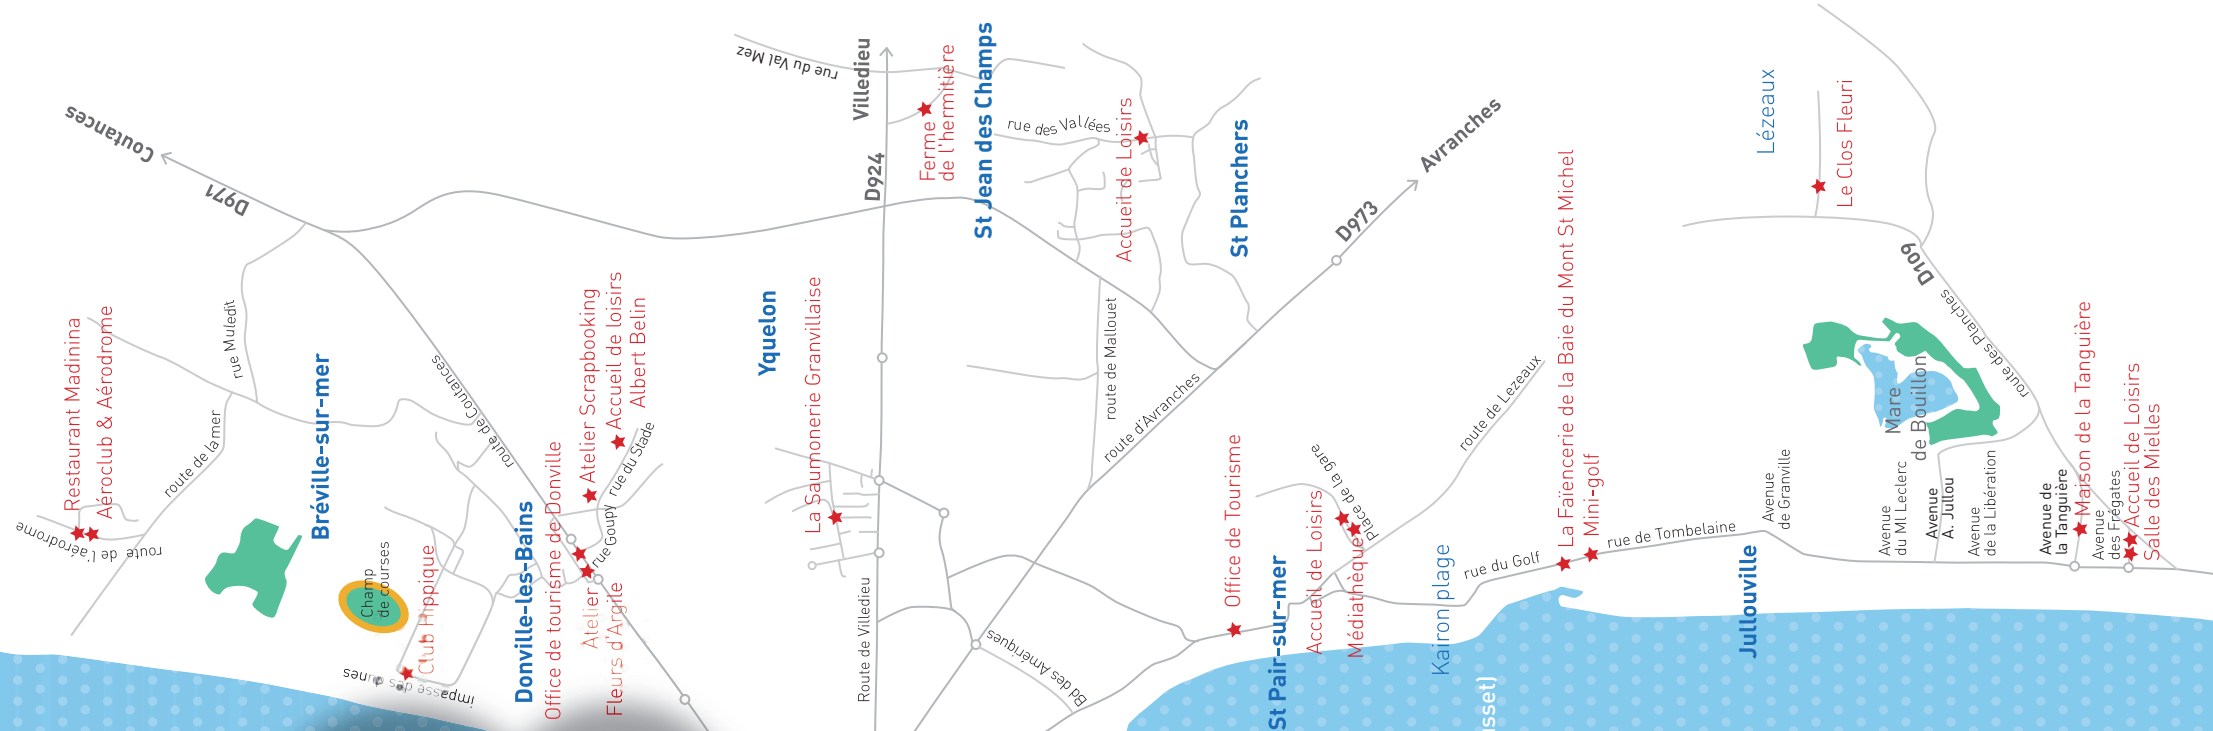 Coutances
D971
Restaurant Madinina
Aéroclub & Aérodrome
route de l'aérodrome
route de la mer
rue Muledit
Bréville-sur-mer
Champ
de courses
Club Hippique
impasse des dunes
route de Coutances
Donville-les-Bains
Office de tourisme de Donville
Atelier Scrapbooking
Accueil de loisirs
Albert Belin
rue du Stade
rue Goupy
Atelier
Fleurs d'Argile
rue du Val Mez
Villedieu
D924
Ferme
de l'hermitière
St Jean des Champs
rue des Vallées
Accueil de Loisirs
St Planchers
Yquelon
La Saumonerie Granvillaise
Route de Villedieu
route de Mallouet
route d'Avranches
D973
Avranches
Bd des Amériques
Office de Tourisme
St Pair-sur-mer
Accueil de Loisirs
Médiathèque
Place de la gare
route de Lezeaux
Kairon plage
rue du Golf
La Faïencerie de la Baie du Mont St Michel
Mini-golf
rue de Tombelaine
Jullouville
Avenue
de Granville
Lézeaux
Le Clos Fleuri
D109
route des Planches
Mare
de Bouillon
Avenue
du Ml Leclerc
Avenue
A. Jullou
Avenue
de la Libération
Avenue de
la Tanguière
Maison de la Tanguière
Avenue
des Frégates
Accueil de Loisirs
Salle des Mielles
isset)